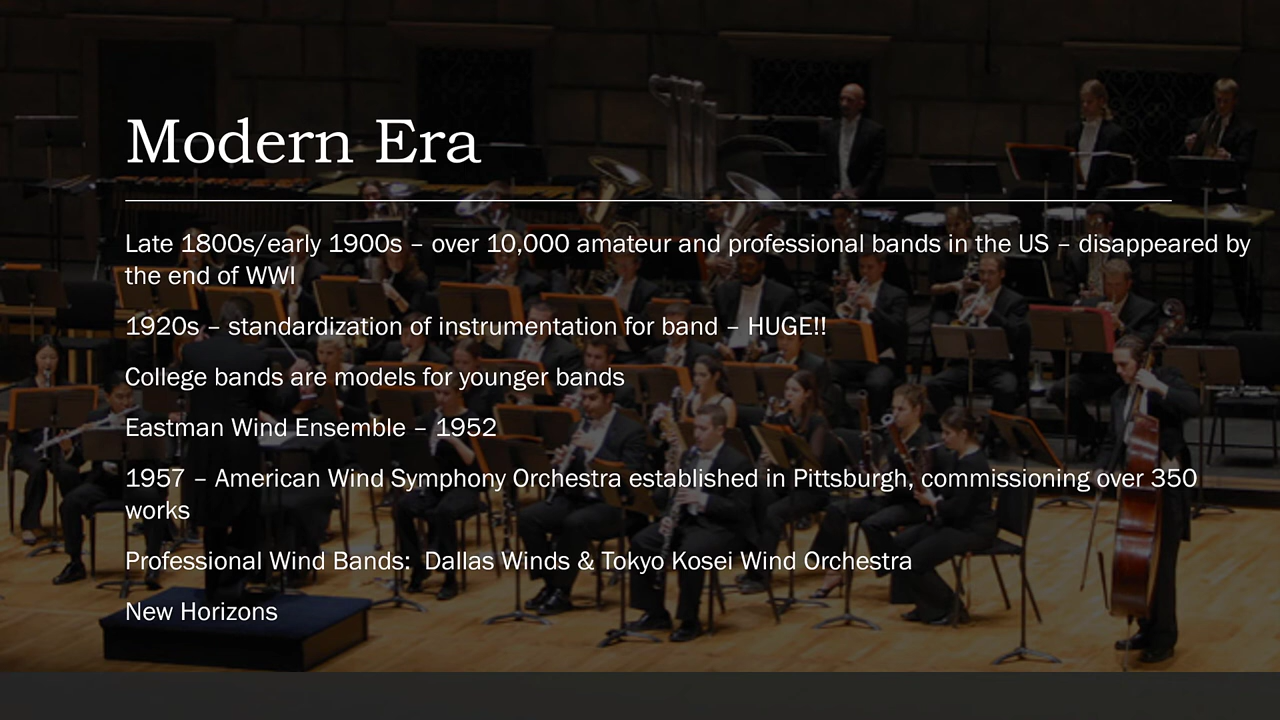 Modern Era
Late 1800s/early 1900s – over 10,000 amateur and professional bands in the US – disappeared by
the end of WWI
1920s – standardization of instrumentation for band – HUGE!!
College bands are models for younger bands
Eastman Wind Ensemble – 1952
1957 – American Wind Symphony Orchestra established in Pittsburgh, commissioning over 350
works
Professional Wind Bands:  Dallas Winds & Tokyo Kosei Wind Orchestra
New Horizons